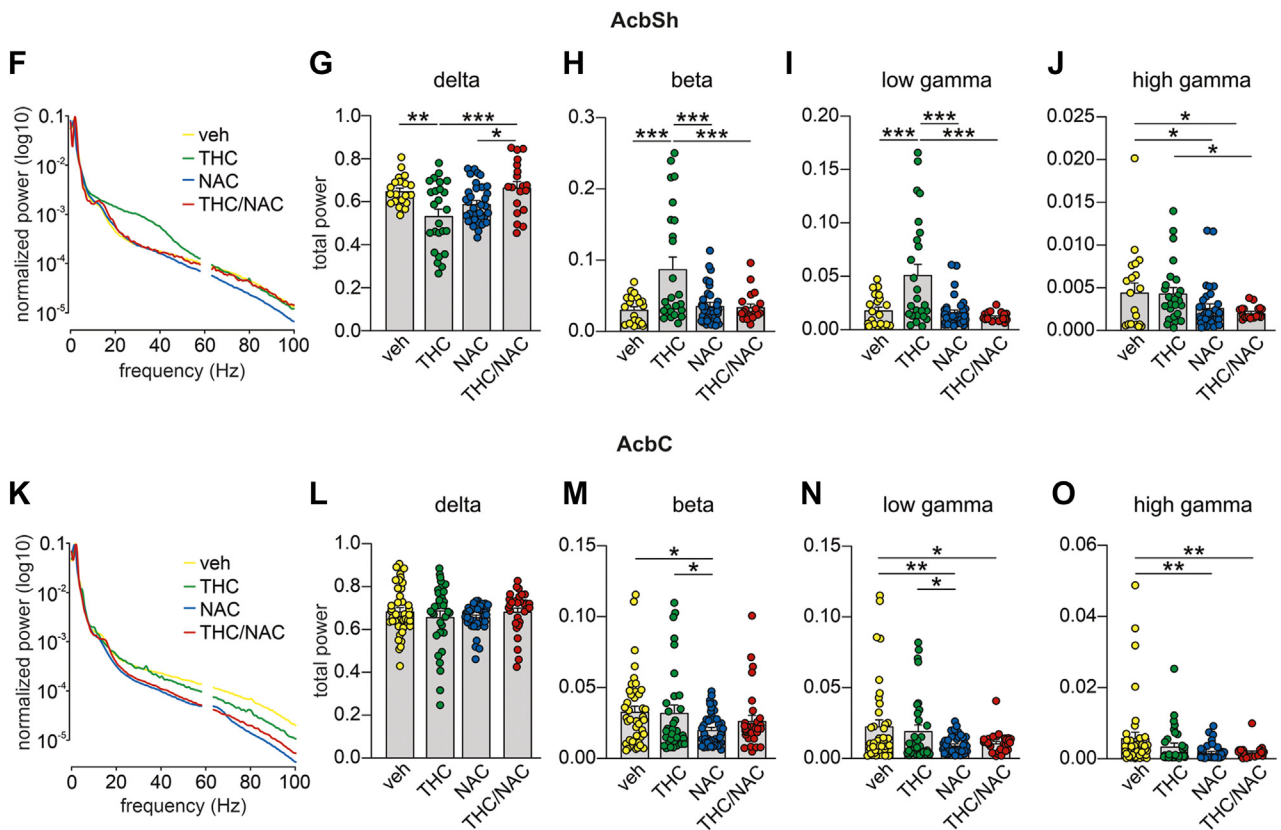 AcbSh
F
G
H
I
J
delta
beta
low gamma
high gamma
normalized power (log10)
0.1
10-2
10-3
10-4
10-5
veh
THC
NAC
THC/NAC
0 20 40 60 80 100
frequency (Hz)
total power
1.0
0.8
0.6
0.4
0.2
0.0
** ***
*
veh THC NAC THC/NAC
0.3
0.2
0.1
0.0
***
*** ***
veh THC NAC THC/NAC
0.20
0.15
0.10
0.05
0.00
***
*** ***
veh THC NAC THC/NAC
0.025
0.020
0.015
0.010
0.005
0.000
*
*
*
veh THC NAC THC/NAC
AcbC
K
L
M
N
O
delta
beta
low gamma
high gamma
normalized power (log10)
0.1
10-2
10-3
10-4
10-5
veh
THC
NAC
THC/NAC
0 20 40 60 80 100
frequency (Hz)
total power
1.0
0.8
0.6
0.4
0.2
0.0
veh THC NAC THC/NAC
0.15
0.10
0.05
0.00
*
*
veh THC NAC THC/NAC
0.15
0.10
0.05
0.00
*
**
*
veh THC NAC THC/NAC
0.06
0.04
0.02
0.00
**
**
veh THC NAC THC/NAC